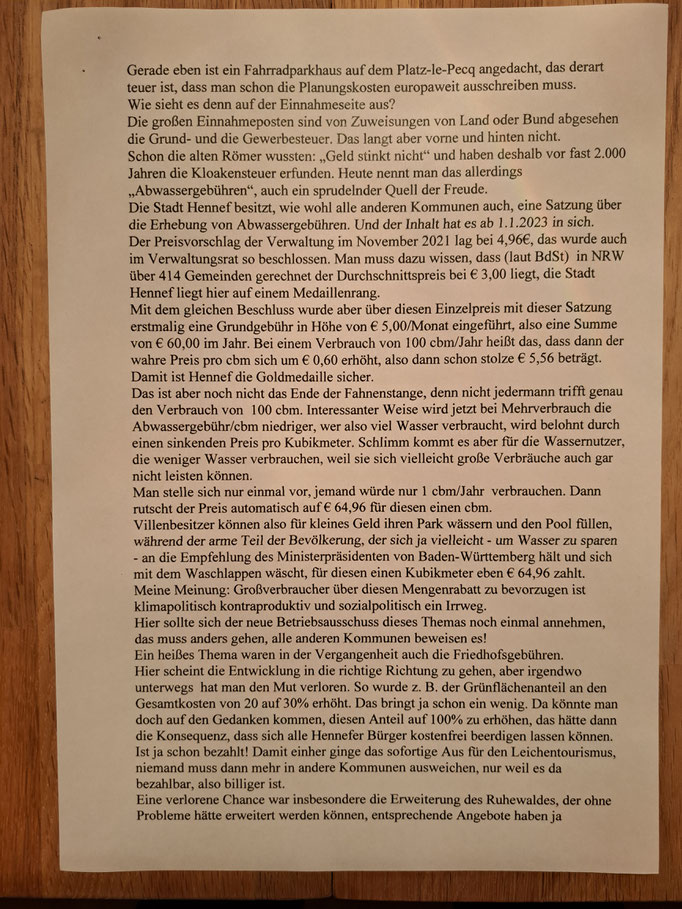 Gerade eben ist ein Fahrradparkhaus auf dem Platz-le-Pecq angedacht, das derart
teuer ist, dass man schon die Planungskosten europaweit ausschreiben muss.
Wie sieht es denn auf der Einnahmeseite aus?
Die großen Einnahmeposten sind von Zuweisungen von Land oder Bund abgesehen
die Grund- und die Gewerbesteuer. Das langt aber vorne und hinten nicht.
Schon die alten Römer wussten: „Geld stinkt nicht“ und haben deshalb vor fast 2.000
Jahren die Kloakensteuer erfunden. Heute nennt man das allerdings
„Abwassergebühren“, auch ein sprudelnder Quell der Freude.
Die Stadt Hennef besitzt, wie wohl alle anderen Kommunen auch, eine Satzung über
die Erhebung von Abwassergebühren. Und der Inhalt hat es ab 1.1.2023 in sich.
Der Preisvorschlag der Verwaltung im November 2021 lag bei 4,96€, das wurde auch
im Verwaltungsrat so beschlossen. Man muss dazu wissen, dass (laut BdSt) in NRW
über 414 Gemeinden gerechnet der Durchschnittspreis bei € 3,00 liegt, die Stadt
Hennef liegt hier auf einem Medaillenrang.
Mit dem gleichen Beschluss wurde aber über diesen Einzelpreis mit dieser Satzung
erstmalig eine Grundgebühr in Höhe von € 5,00/Monat eingeführt, also eine Summe
von € 60,00 im Jahr. Bei einem Verbrauch von 100 cbm/Jahr heißt das, dass dann der
wahre Preis pro cbm sich um € 0,60 erhöht, also dann schon stolze € 5,56 beträgt.
Damit ist Hennef die Goldmedaille sicher.
Das ist aber noch nicht das Ende der Fahnenstange, denn nicht jedermann trifft genau
den Verbrauch von 100 cbm. Interessanter Weise wird jetzt bei Mehrverbrauch die
Abwassergebühr/cbm niedriger, wer also viel Wasser verbraucht, wird belohnt durch
einen sinkenden Preis pro Kubikmeter. Schlimm kommt es aber für die Wassernutzer,
die weniger Wasser verbrauchen, weil sie sich vielleicht große Verbräuche auch gar
nicht leisten können.
Man stelle sich nur einmal vor, jemand würde nur 1 cbm/Jahr verbrauchen. Dann
rutscht der Preis automatisch auf € 64,96 für diesen einen cbm.
Villenbesitzer können also für kleines Geld ihren Park wässern und den Pool füllen,
während der arme Teil der Bevölkerung, der sich ja vielleicht - um Wasser zu sparen
- an die Empfehlung des Ministerpräsidenten von Baden-Württemberg hält und sich
mit dem Waschlappen wäscht, für diesen einen Kubikmeter eben € 64,96 zahlt.
Meine Meinung: Großverbraucher über diesen Mengenrabatt zu bevorzugen ist
klimapolitisch kontraproduktiv und sozialpolitisch ein Irrweg.
Hier sollte sich der neue Betriebsausschuss dieses Themas noch einmal annehmen,
das muss anders gehen, alle anderen Kommunen beweisen es!
Ein heißes Thema waren in der Vergangenheit auch die Friedhofsgebühren.
Hier scheint die Entwicklung in die richtige Richtung zu gehen, aber irgendwo
unterwegs hat man den Mut verloren. So wurde z. B. der Grünflächenanteil an den
Gesamtkosten von 20 auf 30% erhöht. Das bringt ja schon ein wenig. Da könnte man
doch auf den Gedanken kommen, diesen Anteil auf 100% zu erhöhen, das hätte dann
die Konsequenz, dass sich alle Hennefer Bürger kostenfrei beerdigen lassen können.
Ist ja schon bezahlt! Damit einher ginge das sofortige Aus für den Leichentourismus,
niemand muss dann mehr in andere Kommunen ausweichen, nur weil es da
bezahlbar, also billiger ist.
Eine verlorene Chance war insbesondere die Erweiterung des Ruhewaldes, der ohne
Probleme hätte erweitert werden können, entsprechende Angebote haben ja